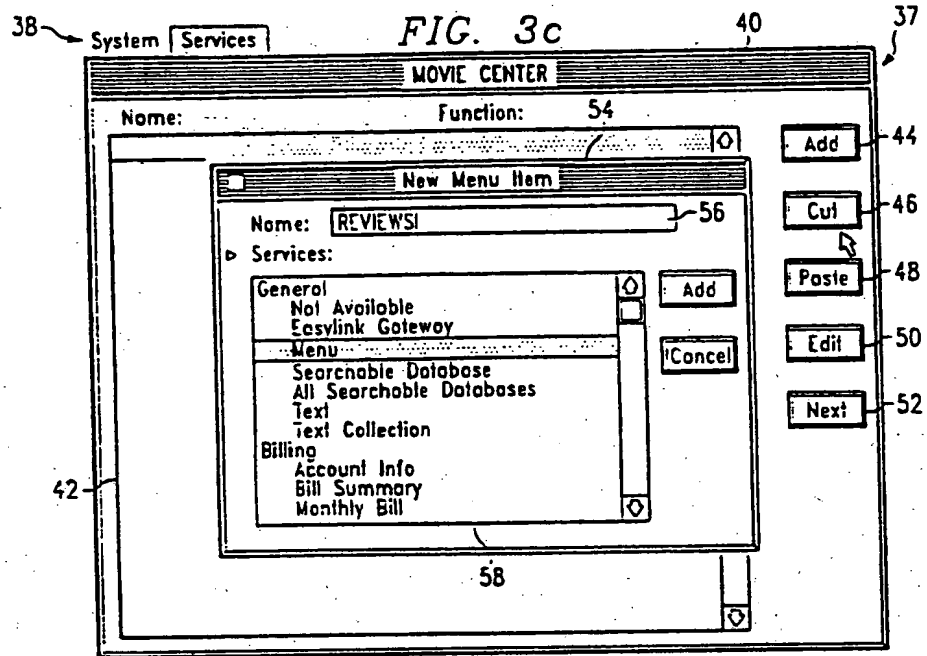 FIG. 3c
38
System Services
40
37
MOVIE CENTER
Name: Function:
54
Add
44
New Menu Item
Name: REVIEWSI
56
Cut
46
Services:
Paste
48
General
Not Available
Easylink Gateway
Menu
Searchable Database
All Searchable Databases
Text
Text Collection
Billing
Account Info
Bill Summary
Monthly Bill
Add
Cancel
Edit
50
Next
52
42
58